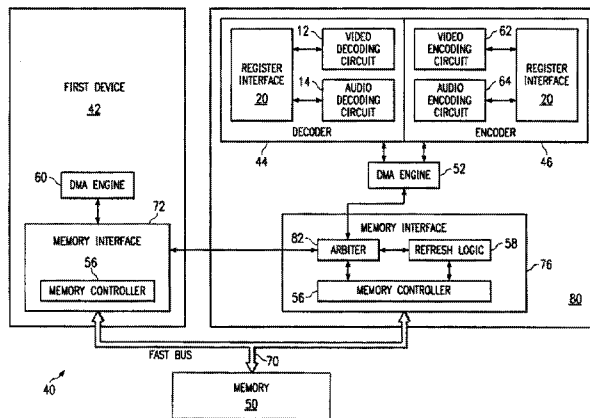 FIRST DEVICE
42
60
DMA ENGINE
72
MEMORY INTERFACE
56
MEMORY CONTROLLER
REGISTER
INTERFACE
20
12
VIDEO
DECODING
CIRCUIT
14
AUDIO
DECODING
CIRCUIT
DECODER
44
VIDEO
ENCODING
CIRCUIT
62
AUDIO
ENCODING
CIRCUIT
64
REGISTER
INTERFACE
20
ENCODER
46
DMA ENGINE
52
MEMORY INTERFACE
82
ARBITER
REFRESH LOGIC
58
56
MEMORY CONTROLLER
76
80
FAST BUS
70
40
MEMORY
50